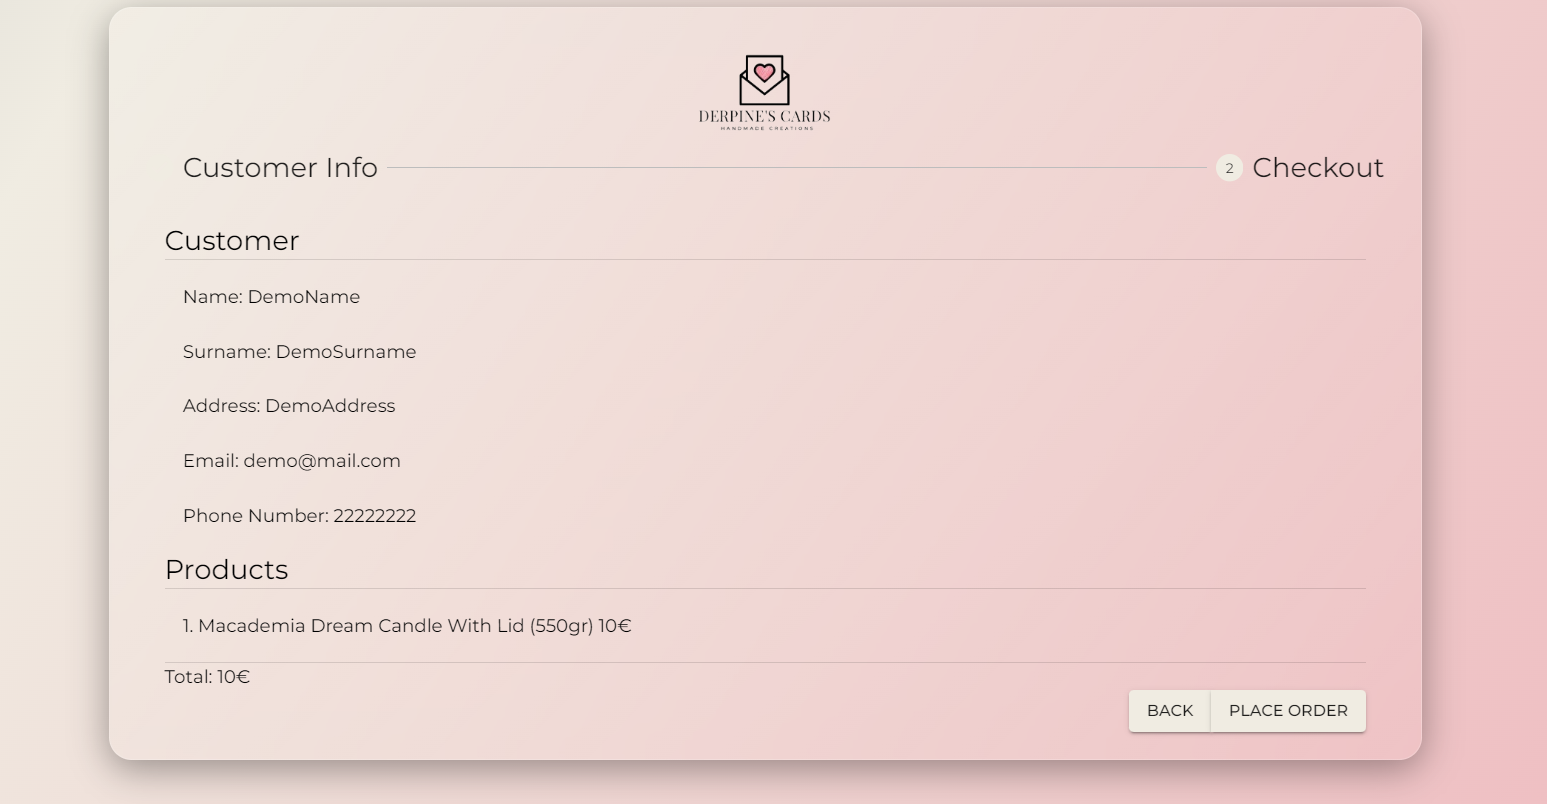 DERPINE'S CARDS
HANDMADE CREATIONS
Customer Info 2 Checkout
Customer
Name: DemoName
Surname: DemoSurname
Address: DemoAddress
Email: demo@mail.com
Phone Number: 22222222
Products
1. Macademia Dream Candle With Lid (550gr) 10€
Total: 10€
BACK PLACE ORDER